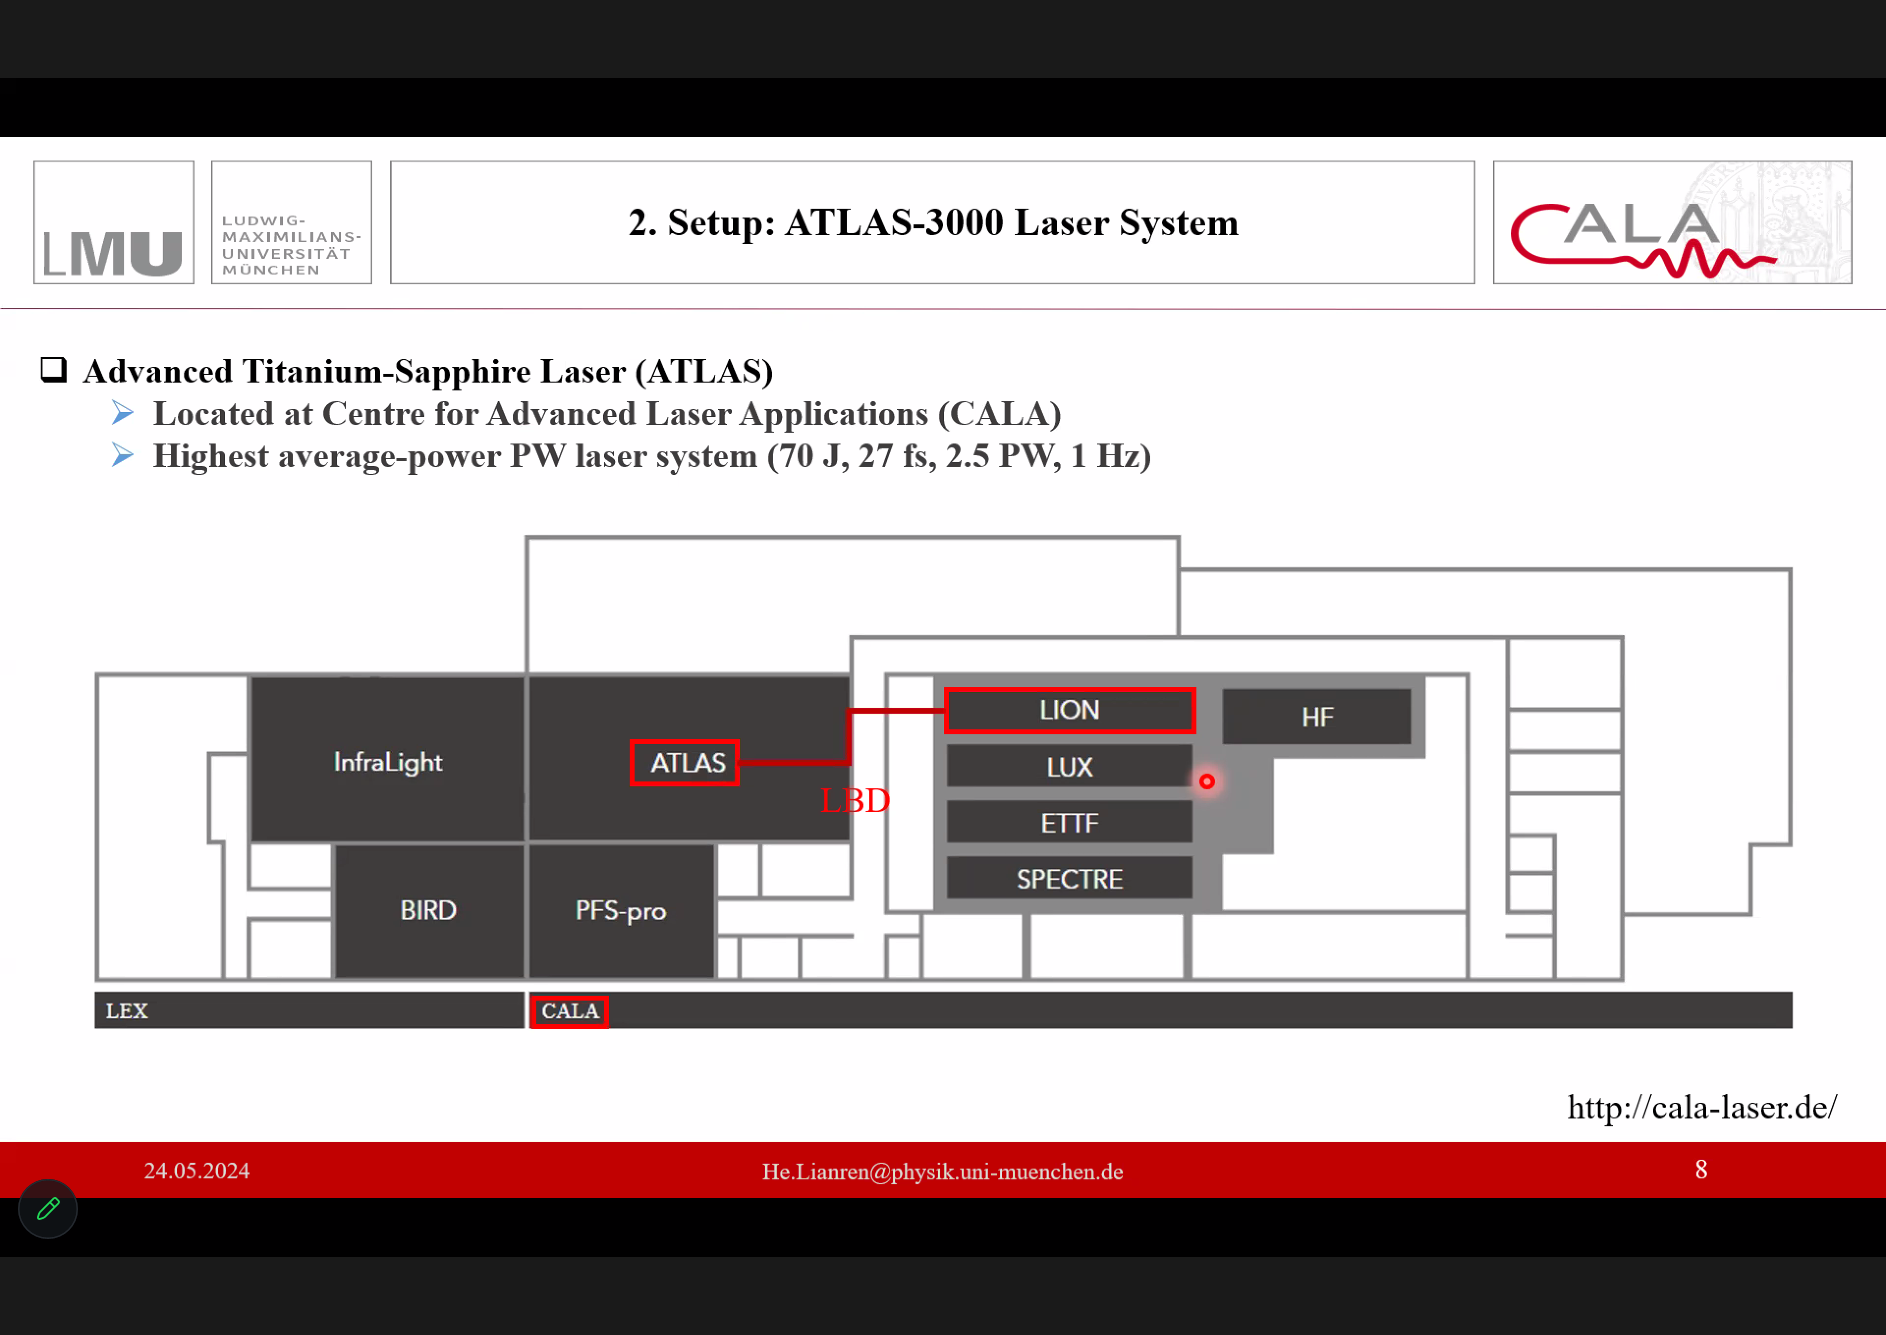 LMU
LUDWIG-
MAXIMILIANS-
UNIVERSITÄT
MÜNCHEN
2. Setup: ATLAS-3000 Laser System
CALA
Advanced Titanium-Sapphire Laser (ATLAS)
Located at Centre for Advanced Laser Applications (CALA)
Highest average-power PW laser system (70 J, 27 fs, 2.5 PW, 1 Hz)
LION
HF
InfraLight
ATLAS
LUX
LBD
ETTF
SPECTRE
BIRD
PFS-pro
LEX
CALA
http://cala-laser.de/
24.05.2024
He.Lianren@physik.uni-muenchen.de
8